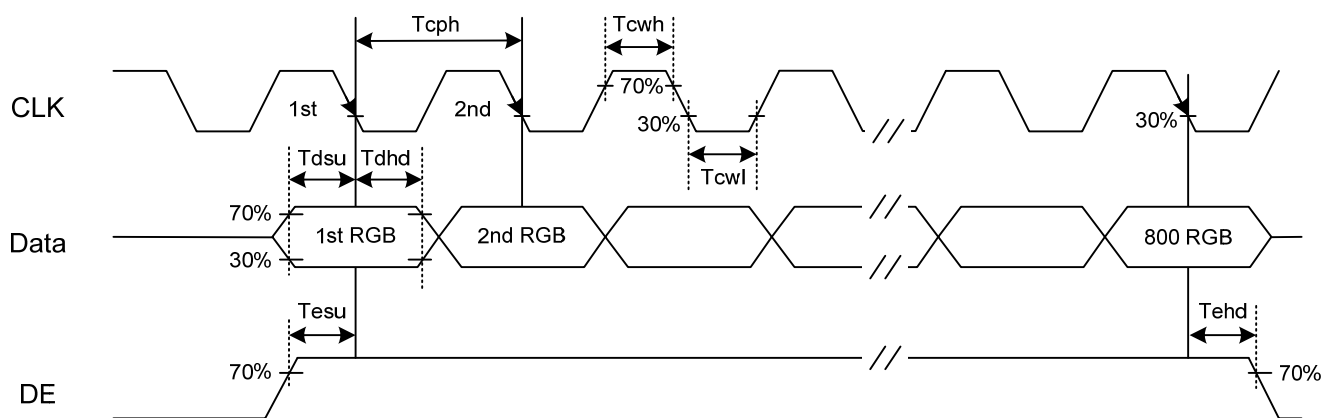 Tcph
Tcwh
CLK
1st
2nd
70%
30%
30%
Tcwl
Tdsu
Tdhd
Data
70%
30%
1st RGB
2nd RGB
800 RGB
Tesu
Tehd
DE
70%
70%